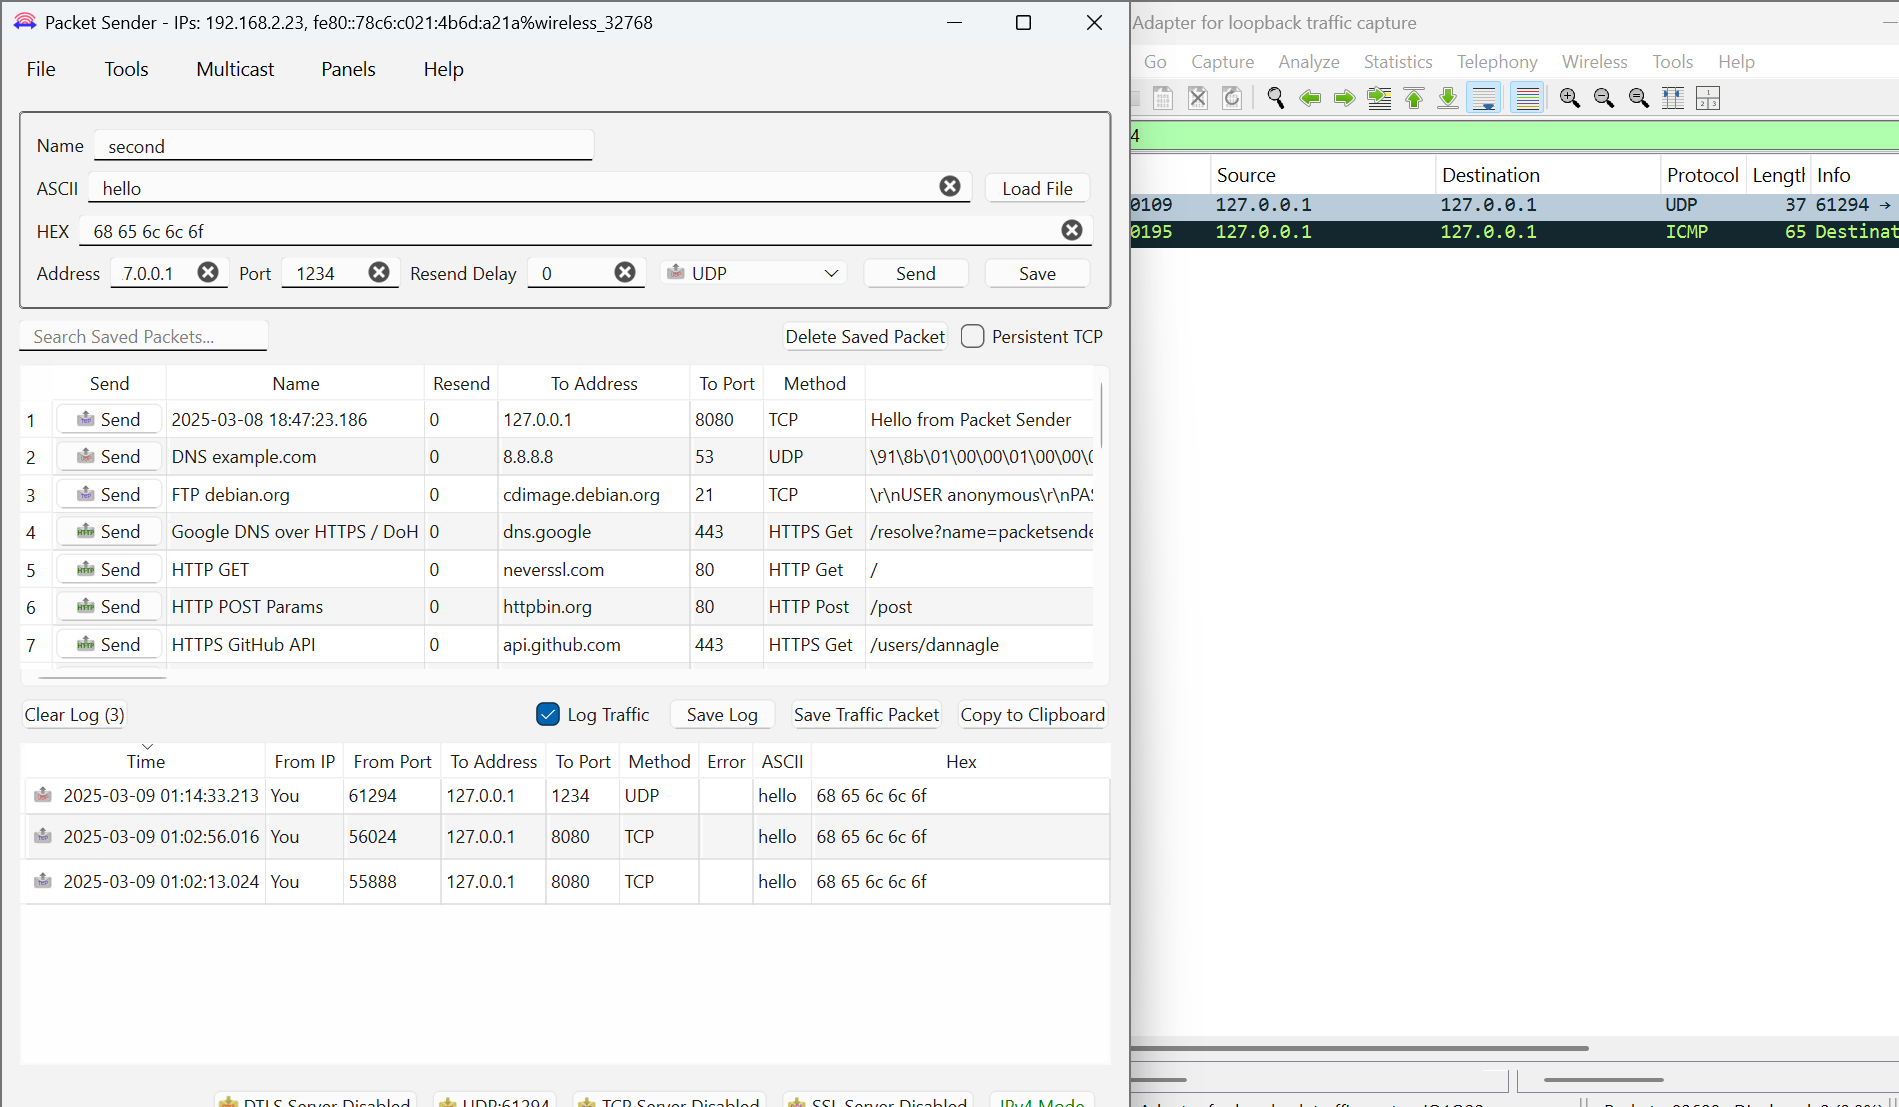 Packet Sender - IPs: 192.168.2.23, fe80::78c6:c021:4b6d:a21a%wireless_32768
File Tools Multicast Panels Help
Name second
ASCII hello Load File
HEX 68 65 6c 6c 6f
Address 7.0.0.1 Port 1234 Resend Delay 0 UDP Send Save
Search Saved Packets... Delete Saved Packet Persistent TCP
Send Name Resend To Address To Port Method
1 Send 2025-03-08 18:47:23.186 0 127.0.0.1 8080 TCP Hello from Packet Sender
2 Send DNS example.com 0 8.8.8.8 53 UDP \91\8b\01\00\00\01\00\00\0
3 Send FTP debian.org 0 cdimage.debian.org 21 TCP \r\nUSER anonymous\r\nPAS
4 Send Google DNS over HTTPS / DoH 0 dns.google 443 HTTPS Get /resolve?name=packetsende
5 Send HTTP GET 0 neverssl.com 80 HTTP Get /
6 Send HTTP POST Params 0 httpbin.org 80 HTTP Post /post
7 Send HTTPS GitHub API 0 api.github.com 443 HTTPS Get /users/dannagle
Clear Log (3) Log Traffic Save Log Save Traffic Packet Copy to Clipboard
Time From IP From Port To Address To Port Method Error ASCII Hex
2025-03-09 01:14:33.213 You 61294 127.0.0.1 1234 UDP hello 68 65 6c 6c 6f
2025-03-09 01:02:56.016 You 56024 127.0.0.1 8080 TCP hello 68 65 6c 6c 6f
2025-03-09 01:02:13.024 You 55888 127.0.0.1 8080 TCP hello 68 65 6c 6c 6f
DTLS Server Disabled UDP:61294 TCP Server Disabled SSL Server Disabled IPv4 Mode
Adapter for loopback traffic capture
Go Capture Analyze Statistics Telephony Wireless Tools Help
4
Source Destination Protocol Lengtl Info
0109 127.0.0.1 127.0.0.1 UDP 37 61294 →
0195 127.0.0.1 127.0.0.1 ICMP 65 Destinat